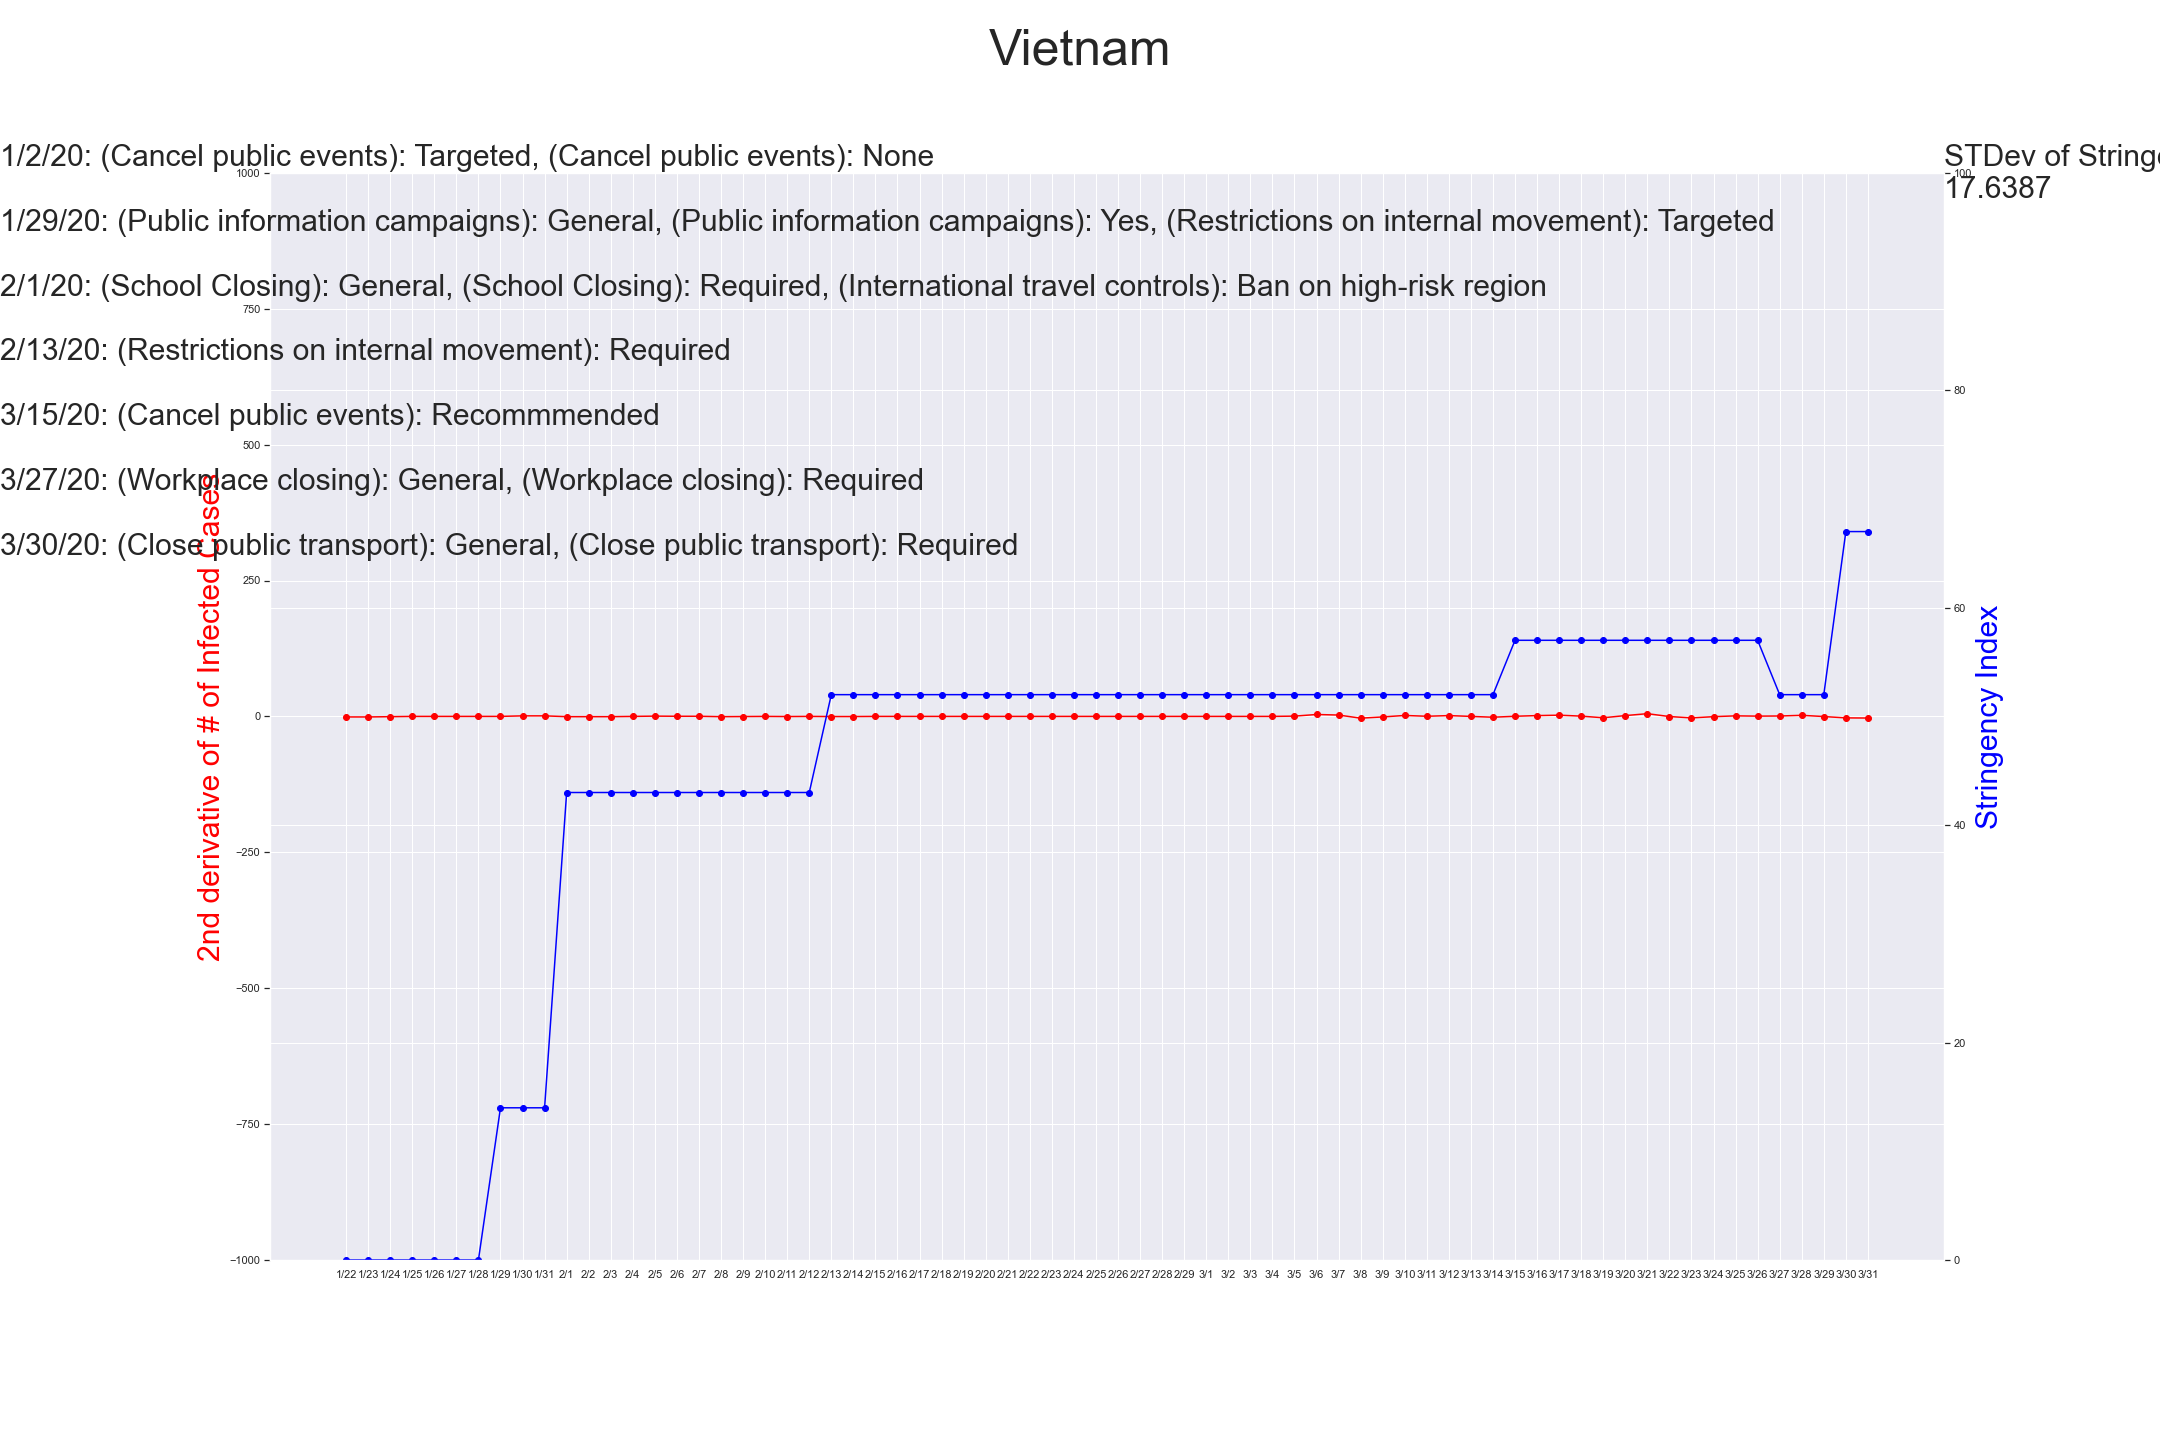 Vietnam
1/2/20: (Cancel public events): Targeted, (Cancel public events): None
STDev of Stringe
17.6387
1/29/20: (Public information campaigns): General, (Public information campaigns): Yes, (Restrictions on internal movement): Targeted
2/1/20: (School Closing): General, (School Closing): Required, (International travel controls): Ban on high-risk region
2/13/20: (Restrictions on internal movement): Required
3/15/20: (Cancel public events): Recommmended
3/27/20: (Workplace closing): General, (Workplace closing): Required
3/30/20: (Close public transport): General, (Close public transport): Required
2nd derivative of # of Infected Cases
1000
750
500
250
0
−250
−500
−750
−1000
Stringency Index
100
80
60
40
20
0
1/22 1/23 1/24 1/25 1/26 1/27 1/28 1/29 1/30 1/31 2/1 2/2 2/3 2/4 2/5 2/6 2/7 2/8 2/9 2/10 2/11 2/12 2/13 2/14 2/15 2/16 2/17 2/18 2/19 2/20 2/21 2/22 2/23 2/24 2/25 2/26 2/27 2/28 2/29 3/1 3/2 3/3 3/4 3/5 3/6 3/7 3/8 3/9 3/10 3/11 3/12 3/13 3/14 3/15 3/16 3/17 3/18 3/19 3/20 3/21 3/22 3/23 3/24 3/25 3/26 3/27 3/28 3/29 3/30 3/31